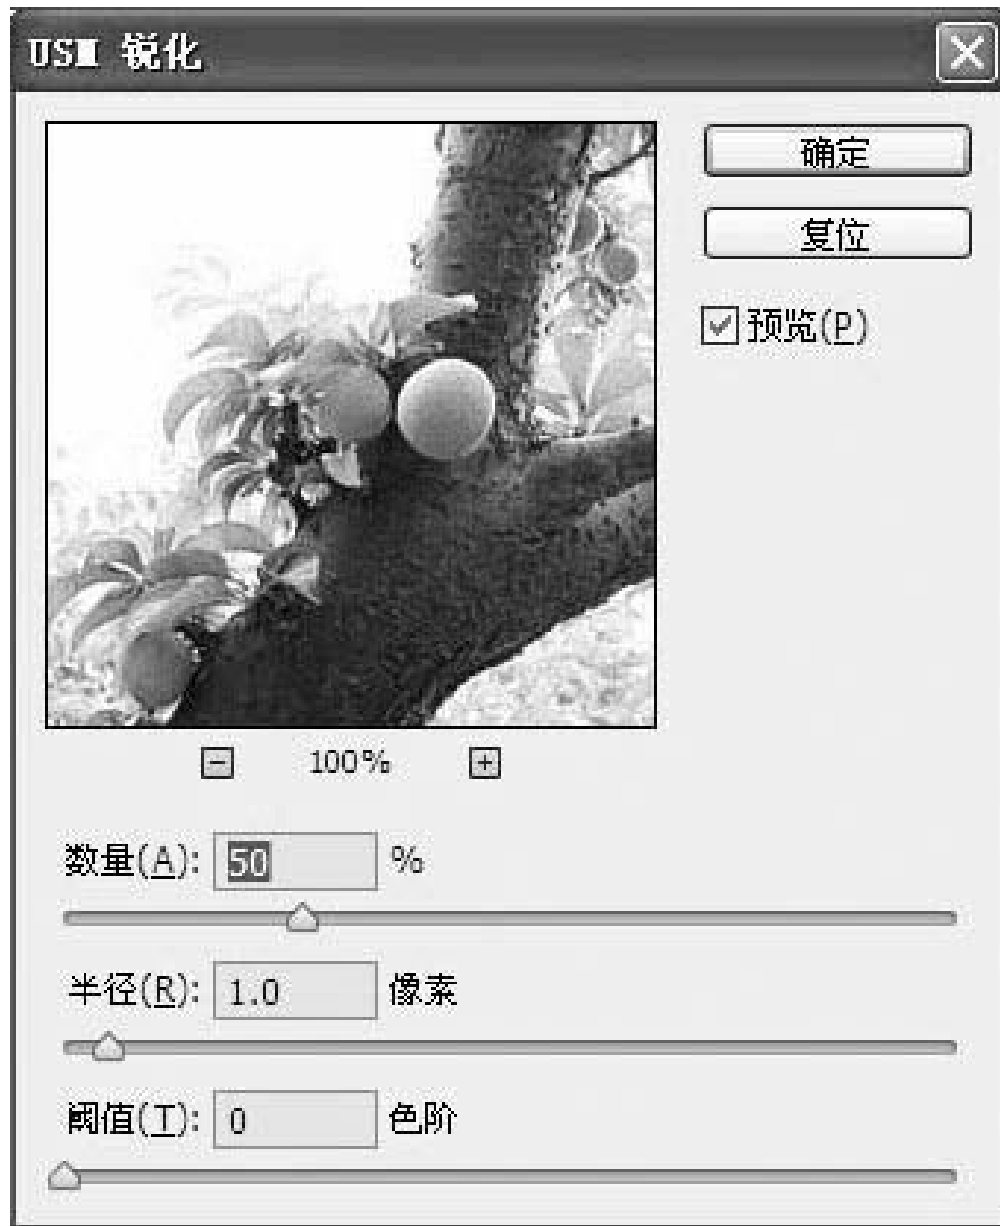 USM 锐化
确定
复位
预览(P)
100%
数量(A): 50 %
半径(R): 1.0 像素
阈值(T): 0 色阶